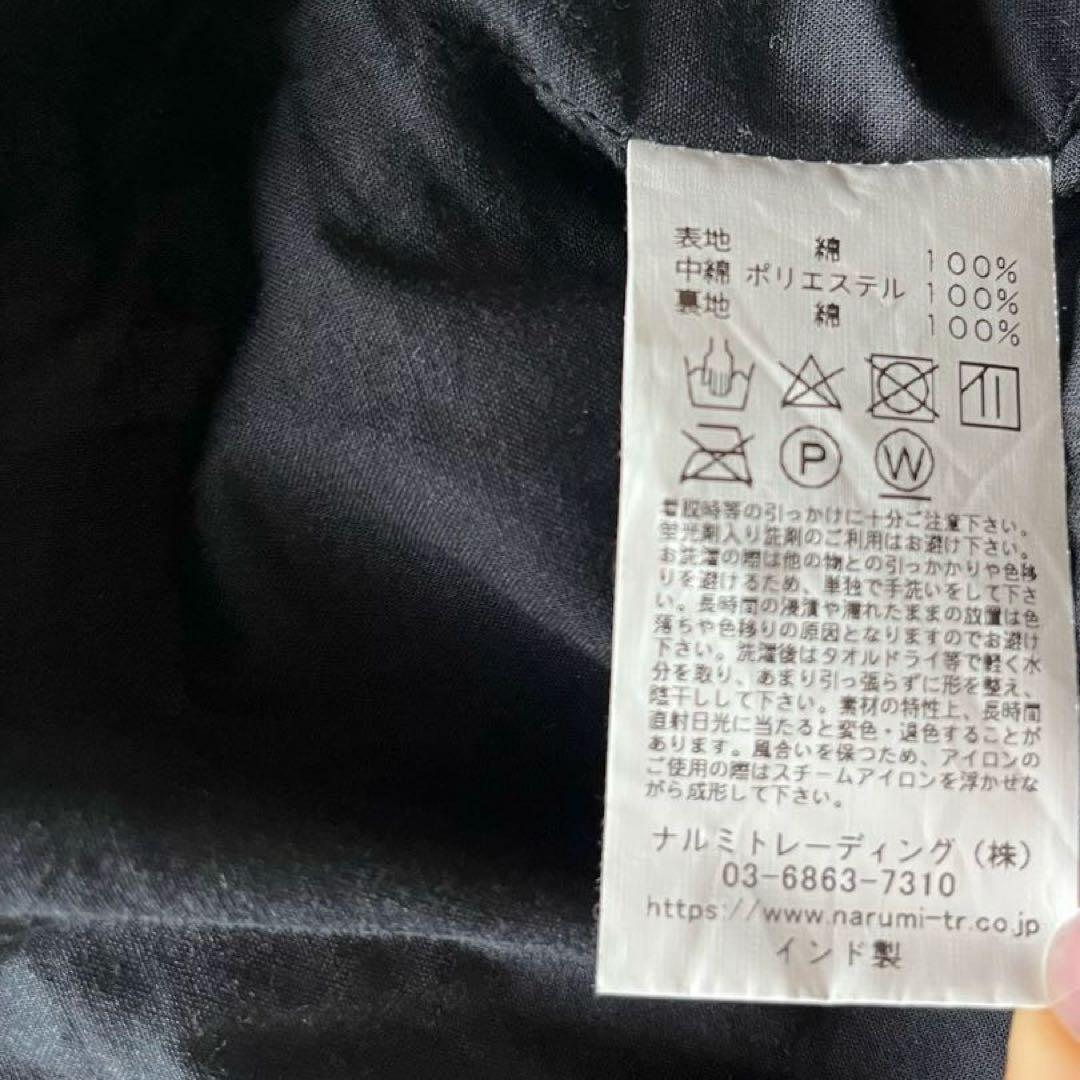 表地 綿 100%
中綿 ポリエステル 100%
裏地 綿 100%
P W
着脱時等の引っかけに十分ご注意下さい。
蛍光剤入り洗剤のご利用はお避け下さい。
お洗濯の際は他の物との引っかかりや色移
りを避けるため、単独で手洗いをして下さ
い。長時間の浸漬や濡れたままの放置は色
落ちや色移りの原因となりますのでお避け
下さい。洗濯後はタオルドライ等で軽く水
分を取り、あまり引っ張らずに形を整え、
陰干しして下さい。素材の特性上、長時間
直射日光に当たると変色・退色することが
あります。風合いを保つため、アイロンの
ご使用の際はスチームアイロンを浮かせな
がら成形して下さい。
ナルミトレーディング(株)
03-6863-7310
https://www.narumi-tr.co.jp
インド製